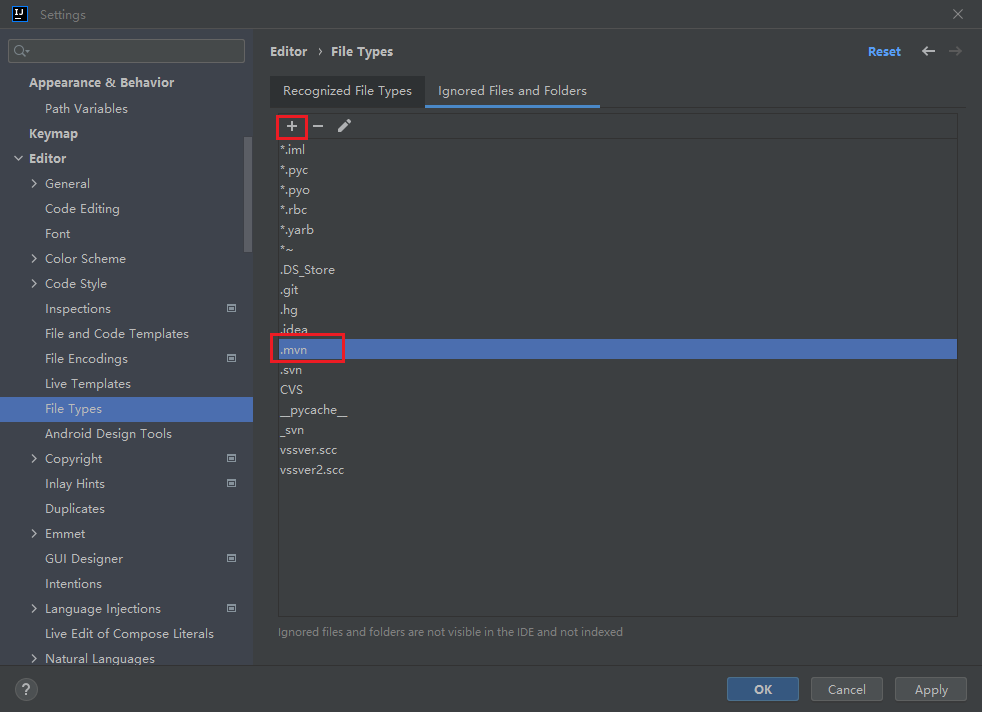 IJ
Settings
Appearance & Behavior
Path Variables
Keymap
Editor
General
Code Editing
Font
Color Scheme
Code Style
Inspections
File and Code Templates
File Encodings
Live Templates
File Types
Android Design Tools
Copyright
Inlay Hints
Duplicates
Emmet
GUI Designer
Intentions
Language Injections
Live Edit of Compose Literals
Natural Languages
Editor › File Types
Reset
Recognized File Types
Ignored Files and Folders
*.iml
*.pyc
*.pyo
*.rbc
*.yarb
*~
.DS_Store
.git
.hg
.idea
.mvn
.svn
CVS
__pycache__
_svn
vssver.scc
vssver2.scc
Ignored files and folders are not visible in the IDE and not indexed
?
OK
Cancel
Apply